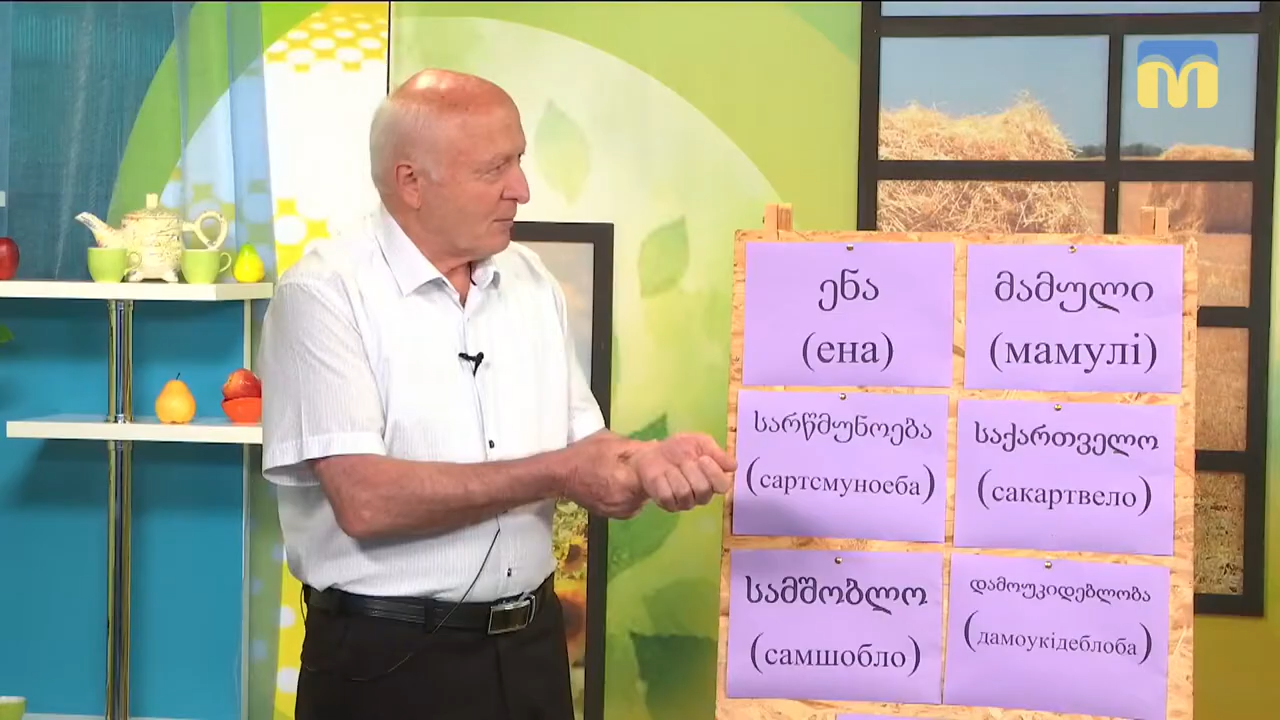 ენა
(ена)
მამული
(мамулі)
სარწმუნოება
(сартсмуноеба)
საქართველო
(сакартвело)
სამშობლო
(самшобло)
დამოუკიდებლობა
(дамоукідеблоба)